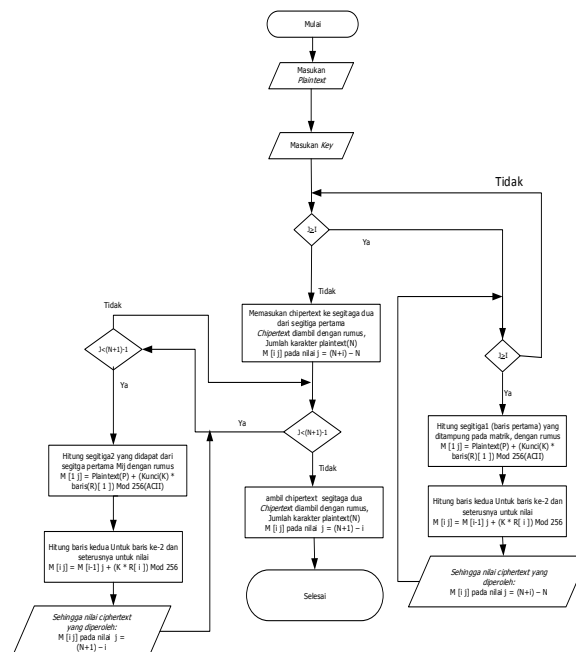 Mulai
Masukan
Plaintext
Masukan Key
Tidak
J≥I
Ya
Tidak
Memasukan chipertext ke segitaga dua
dari segitiga pertama
Chipertext diambil dengan rumus,
Jumlah karakter plaintext(N)
M [i j] pada nilai j = (N+i) – N
Tidak
J<(N+1)-1
Ya
J≥I
Ya
Hitung segitiga1 (baris pertama) yang
ditampung pada matrik, dengan rumus
M [1 j] = Plaintext(P) + (Kunci(K) *
baris(R)[ 1 ]) Mod 256(ACII)
Ya
J<(N+1)-1
Tidak
Hitung segitiga2 yang didapat dari
segitga pertama Mij dengan rumus
M [1 j] = Plaintext(P) + (Kunci(K) *
baris(R)[ 1 ]) Mod 256(ACII)
ambil chipertext segitaga dua
Chipertext diambil dengan rumus,
Jumlah karakter plaintext(N)
M [i j] pada nilai j = (N+1) – i
Hitung baris kedua Untuk baris ke-2 dan
seterusnya untuk nilai
M [i j] = M [i-1] j + (K * R[ i ]) Mod 256
Hitung baris kedua Untuk baris ke-2 dan
seterusnya untuk nilai
M [i j] = M [i-1] j + (K * R[ i ]) Mod 256
Sehingga nilai ciphertext yang
diperoleh:
M [i j] pada nilai j = (N+i) – N
Selesai
Sehingga nilai ciphertext
yang diperoleh:
M [i j] pada nilai j =
(N+1) – i